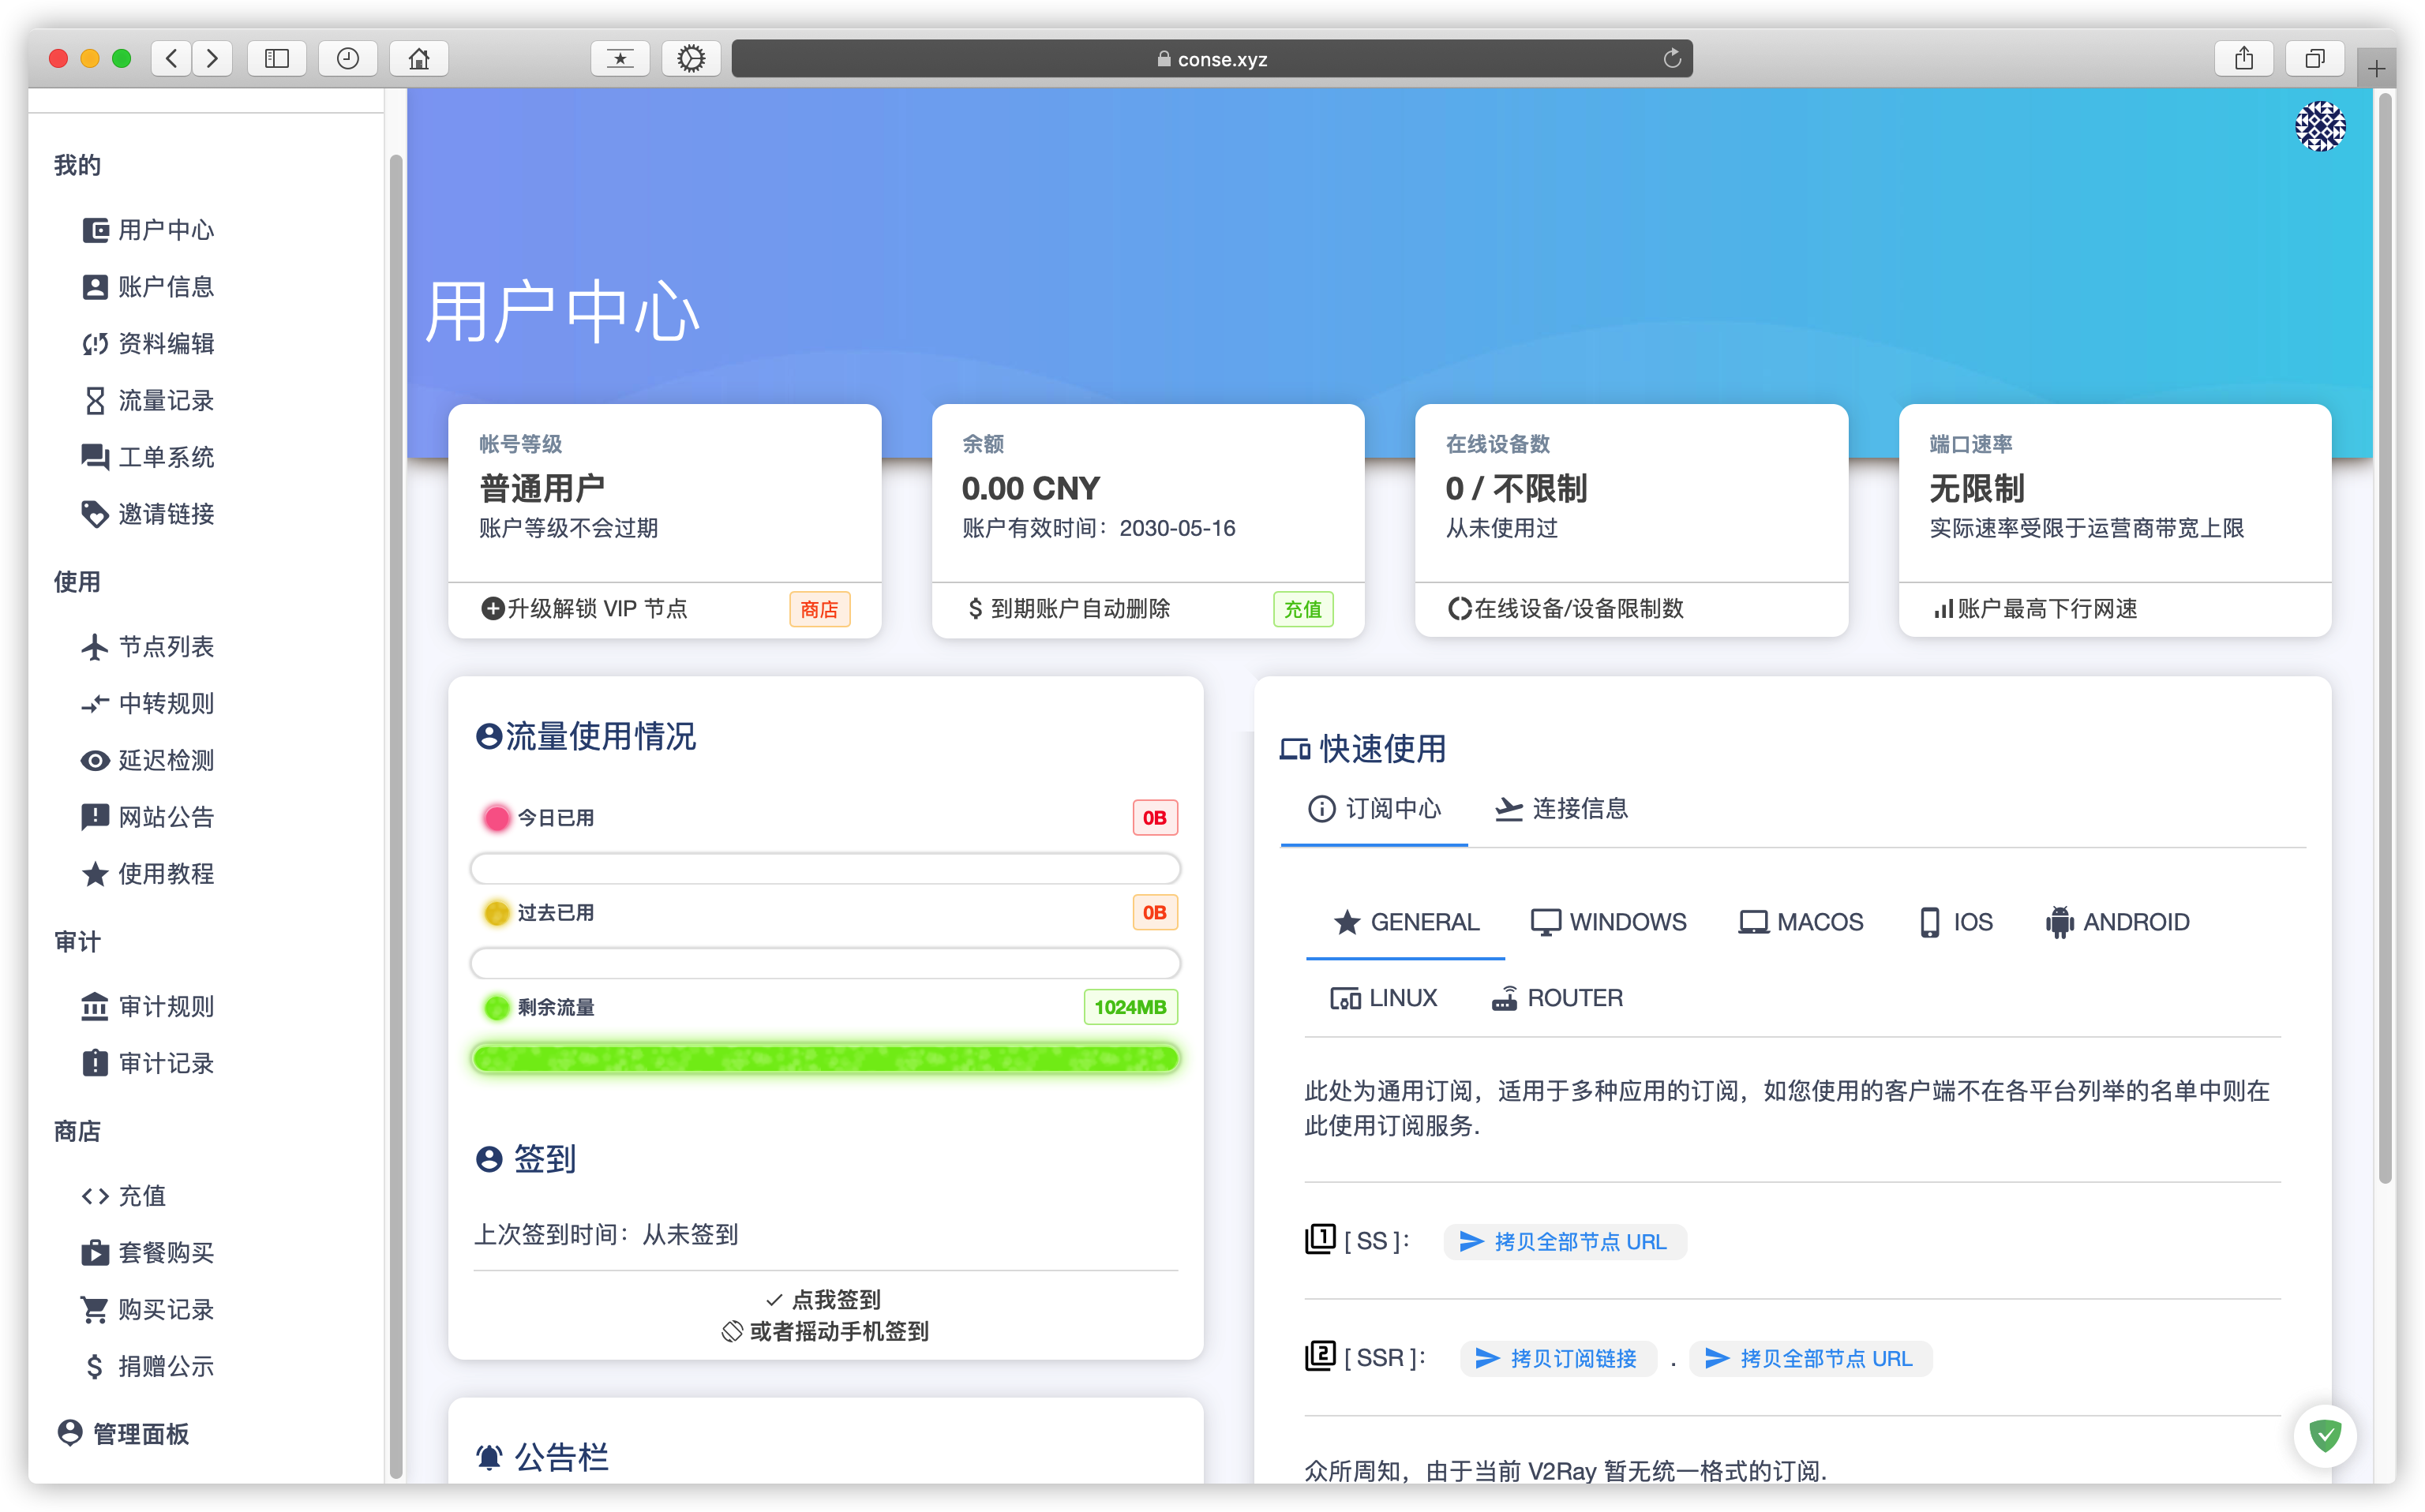 conse.xyz
我的
用户中心
账户信息
资料编辑
流量记录
工单系统
邀请链接
使用
节点列表
中转规则
延迟检测
网站公告
使用教程
审计
审计规则
审计记录
商店
充值
套餐购买
购买记录
捐赠公示
管理面板
用户中心
帐号等级
普通用户
账户等级不会过期
升级解锁 VIP 节点
商店
余额
0.00 CNY
账户有效时间：2030-05-16
到期账户自动删除
充值
在线设备数
0 / 不限制
从未使用过
在线设备/设备限制数
端口速率
无限制
实际速率受限于运营商带宽上限
账户最高下行网速
流量使用情况
今日已用
0B
过去已用
0B
剩余流量
1024MB
签到
上次签到时间：从未签到
点我签到
或者摇动手机签到
公告栏
快速使用
订阅中心
连接信息
GENERAL
WINDOWS
MACOS
IOS
ANDROID
LINUX
ROUTER
此处为通用订阅，适用于多种应用的订阅，如您使用的客户端不在各平台列举的名单中则在
此使用订阅服务.
1 [ SS ]：
拷贝全部节点 URL
2 [ SSR ]：
拷贝订阅链接 . 拷贝全部节点 URL
众所周知，由于当前 V2Ray 暂无统一格式的订阅.